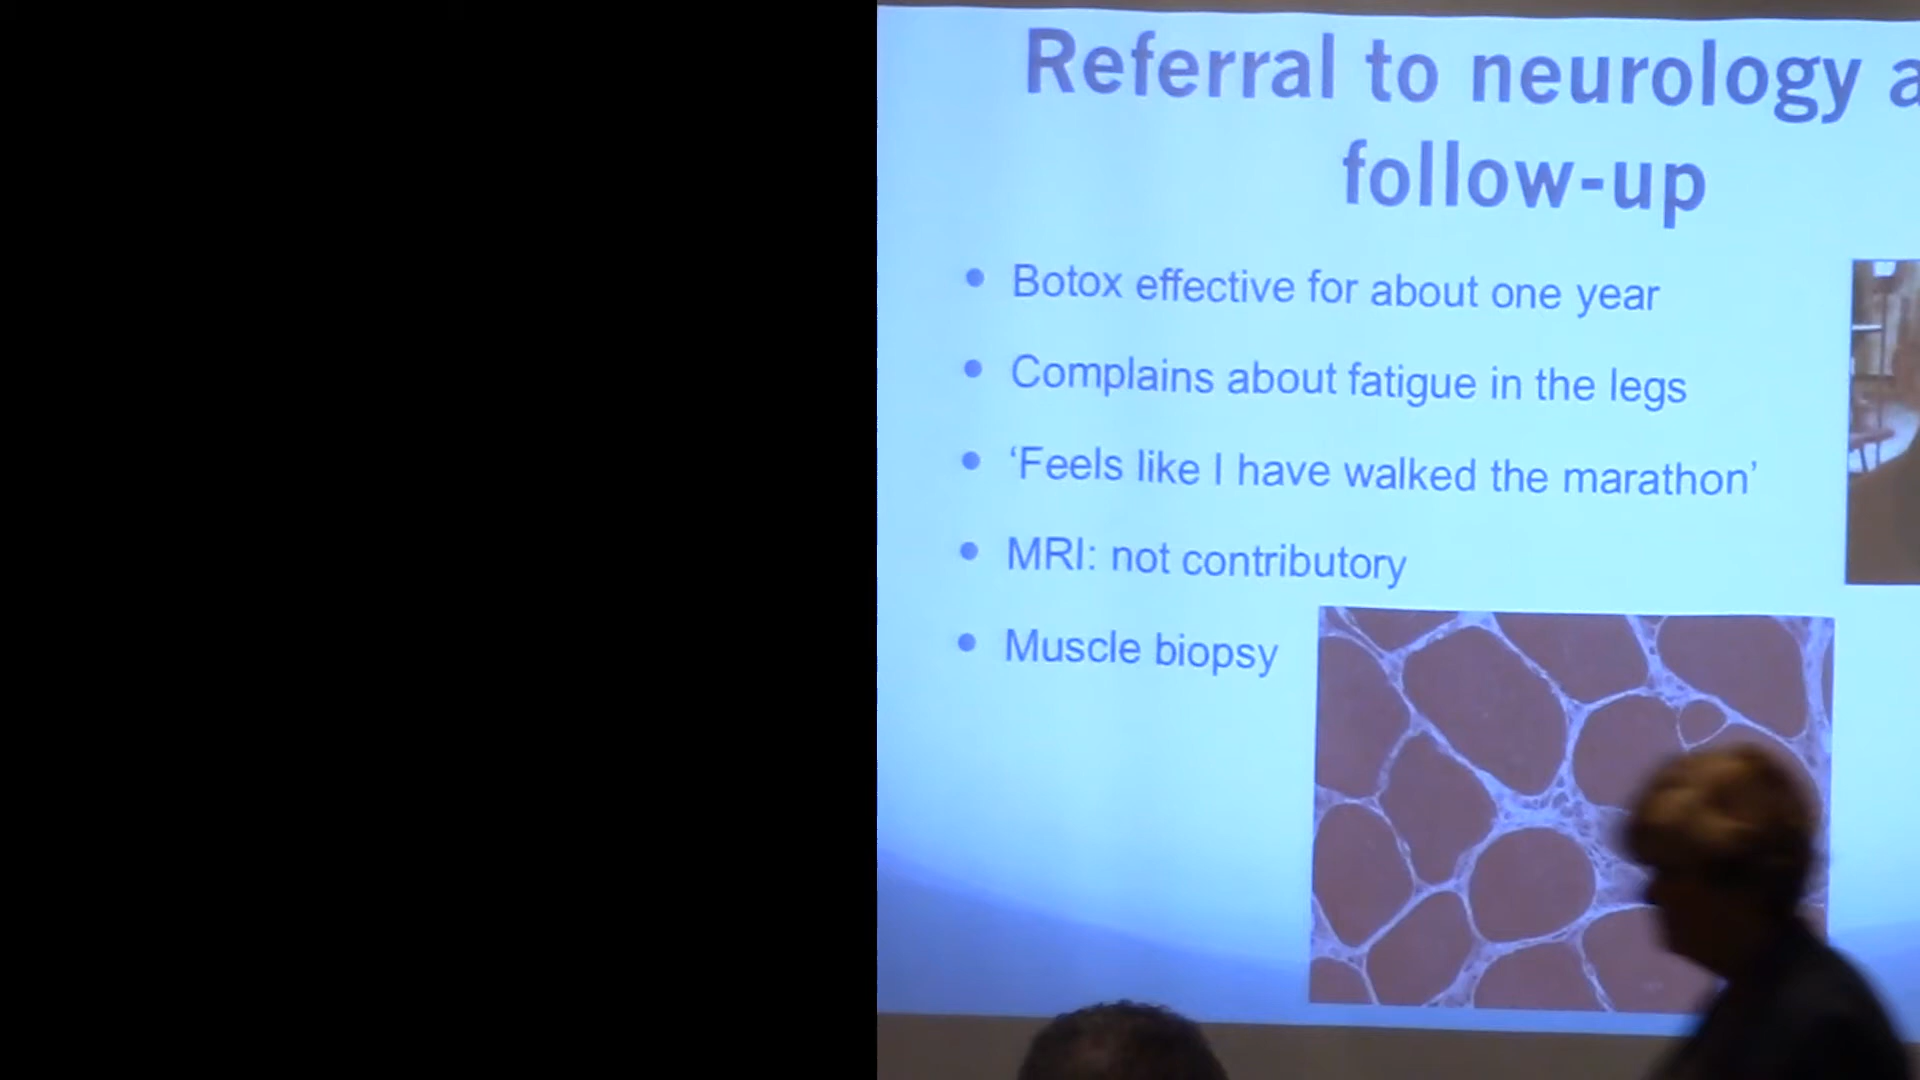 Referral to neurology a
follow-up
• Botox effective for about one year
• Complains about fatigue in the legs
• ‘Feels like I have walked the marathon’
• MRI: not contributory
• Muscle biopsy